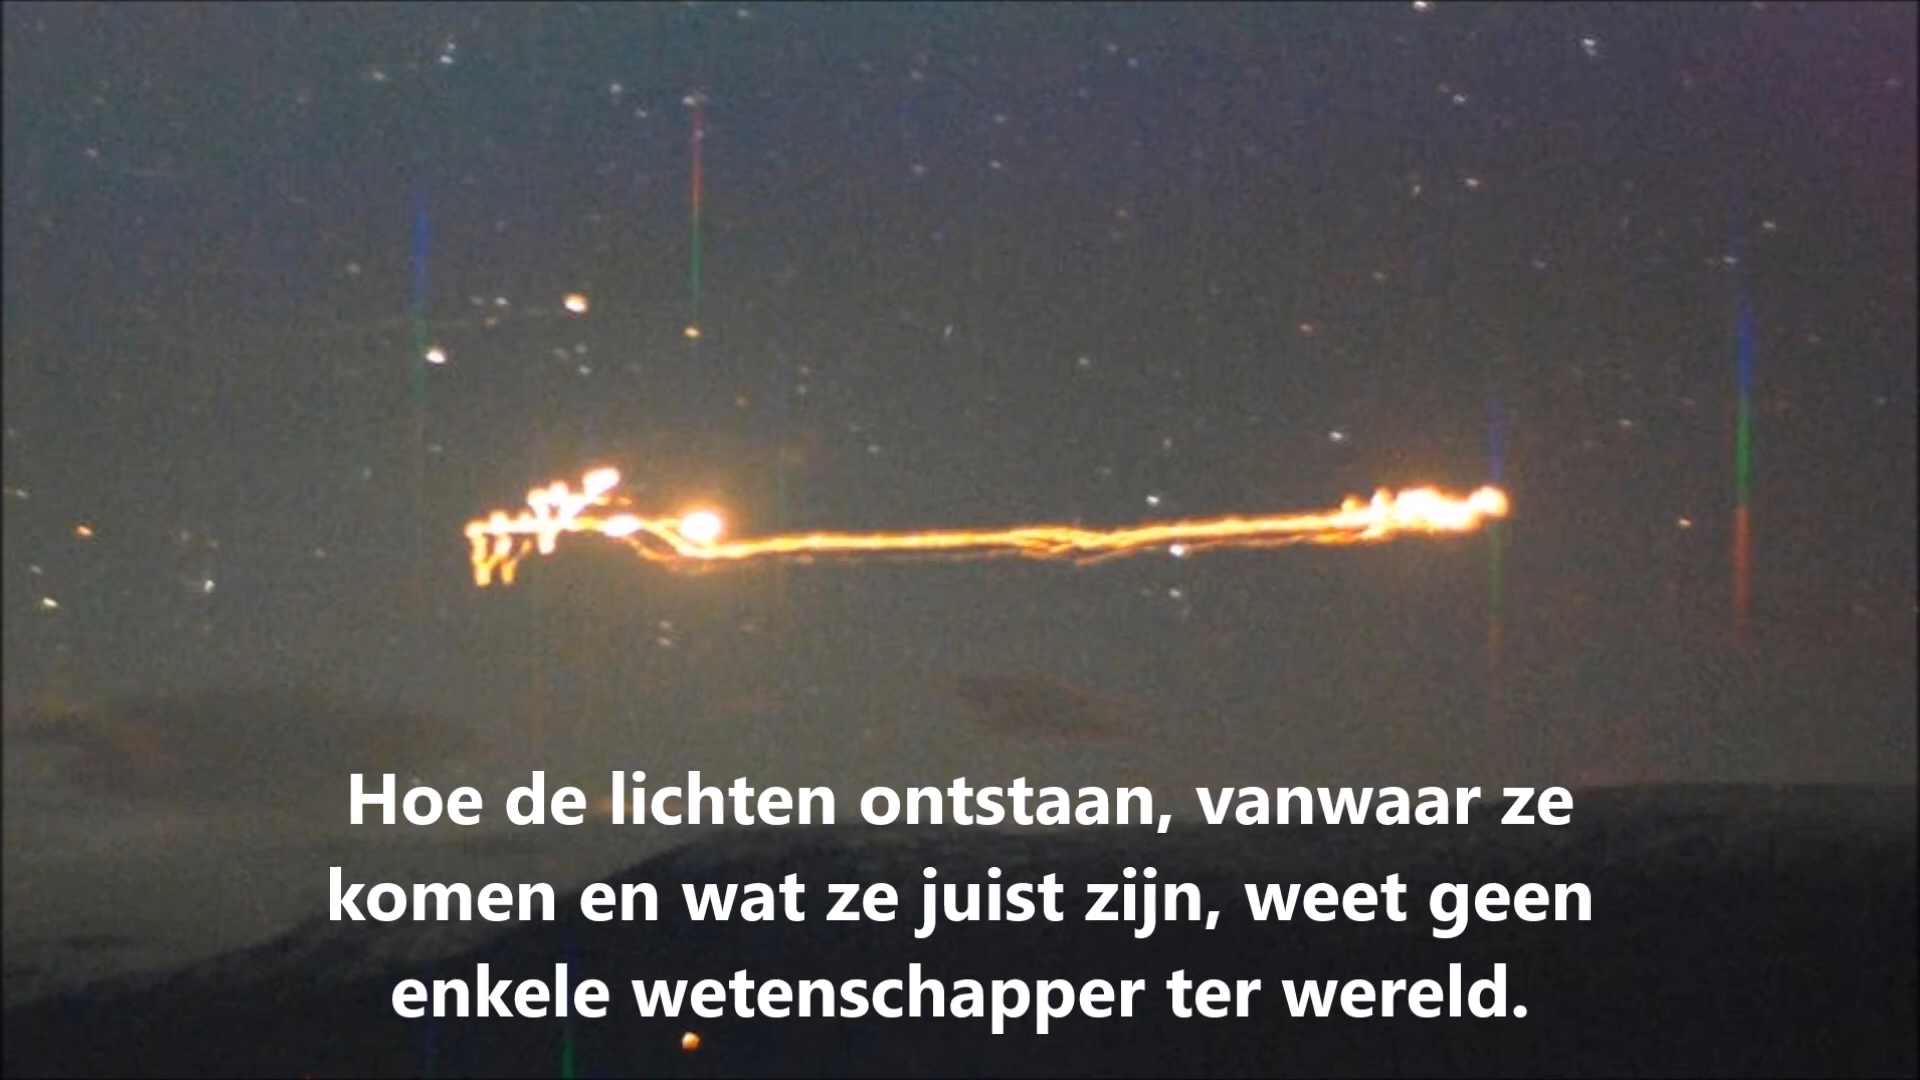 Hoe de lichten ontstaan, vanwaar ze
komen en wat ze juist zijn, weet geen
enkele wetenschapper ter wereld.